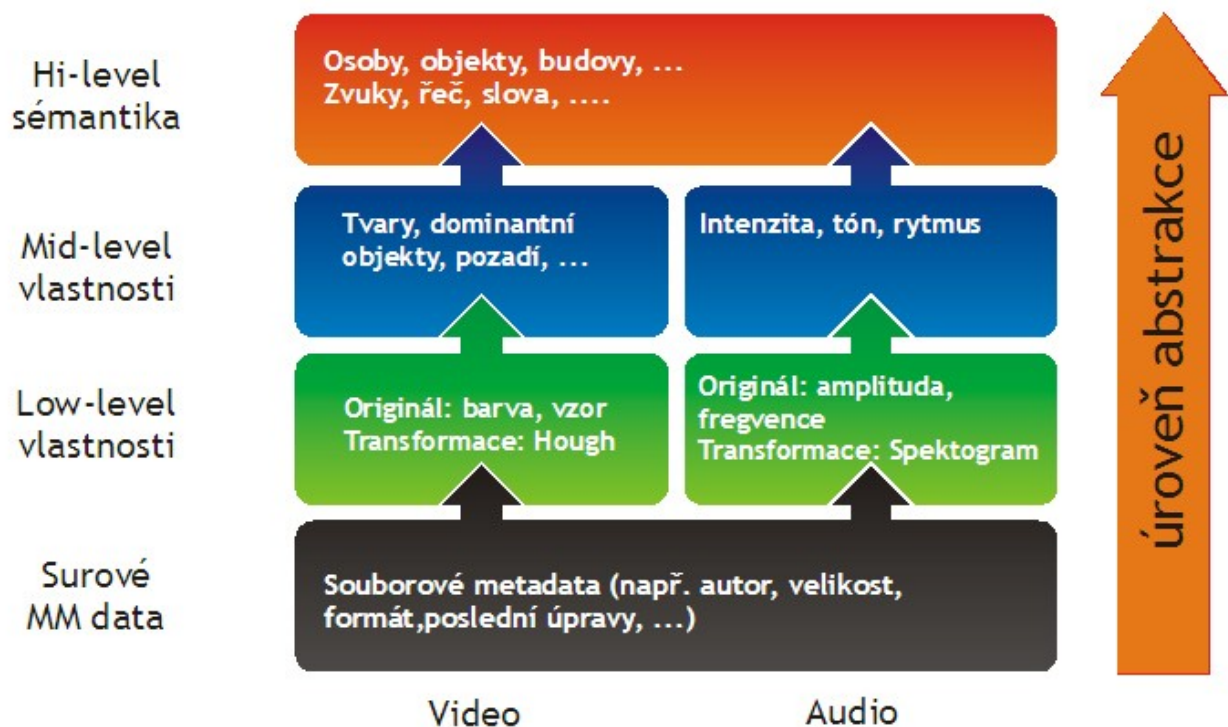 Hi-level
sémantika
Osoby, objekty, budovy, ...
Zvuky, řeč, slova, ....
Mid-level
vlastnosti
Tvary, dominantní
objekty, pozadí, ...
Intenzita, tón, rytmus
Low-level
vlastnosti
Originál: barva, vzor
Transformace: Hough
Originál: amplituda,
fregvence
Transformace: Spektogram
Surové
MM data
Souborové metadata (např. autor, velikost,
formát,poslední úpravy, ...)
Video
Audio
úroveň abstrakce